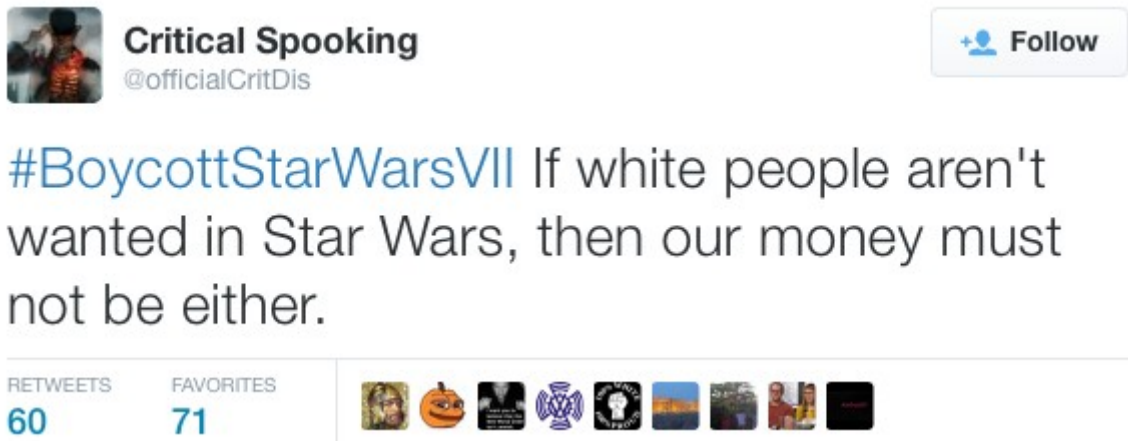 Critical Spooking
@officialCritDis
Follow
#BoycottStarWarsVII If white people aren't
wanted in Star Wars, then our money must
not be either.
RETWEETS
60
FAVORITES
71